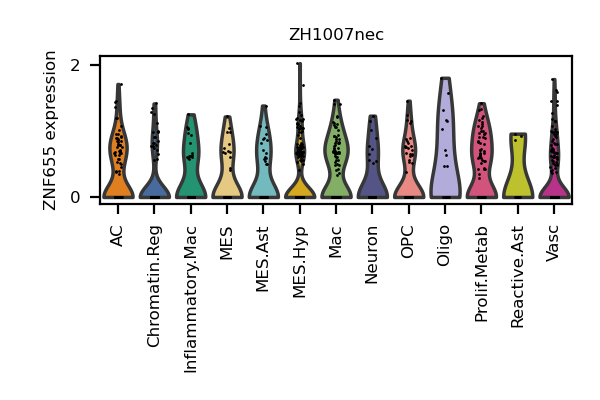 ZH1007nec
ZNF655 expression
2
0
AC
Chromatin.Reg
Inflammatory.Mac
MES
MES.Ast
MES.Hyp
Mac
Neuron
OPC
Oligo
Prolif.Metab
Reactive.Ast
Vasc